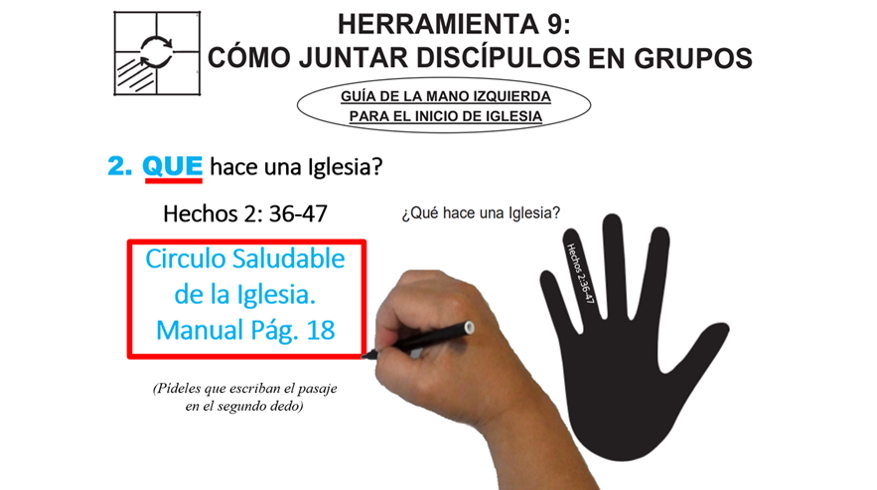 HERRAMIENTA 9:
CÓMO JUNTAR DISCÍPULOS EN GRUPOS
GUÍA DE LA MANO IZQUIERDA
PARA EL INICIO DE IGLESIA
2. QUE hace una Iglesia?
Hechos 2: 36-47
¿Qué hace una Iglesia?
Circulo Saludable
de la Iglesia.
Manual Pág. 18
Hechos 2:36-47
(Pídeles que escriban el pasaje
en el segundo dedo)